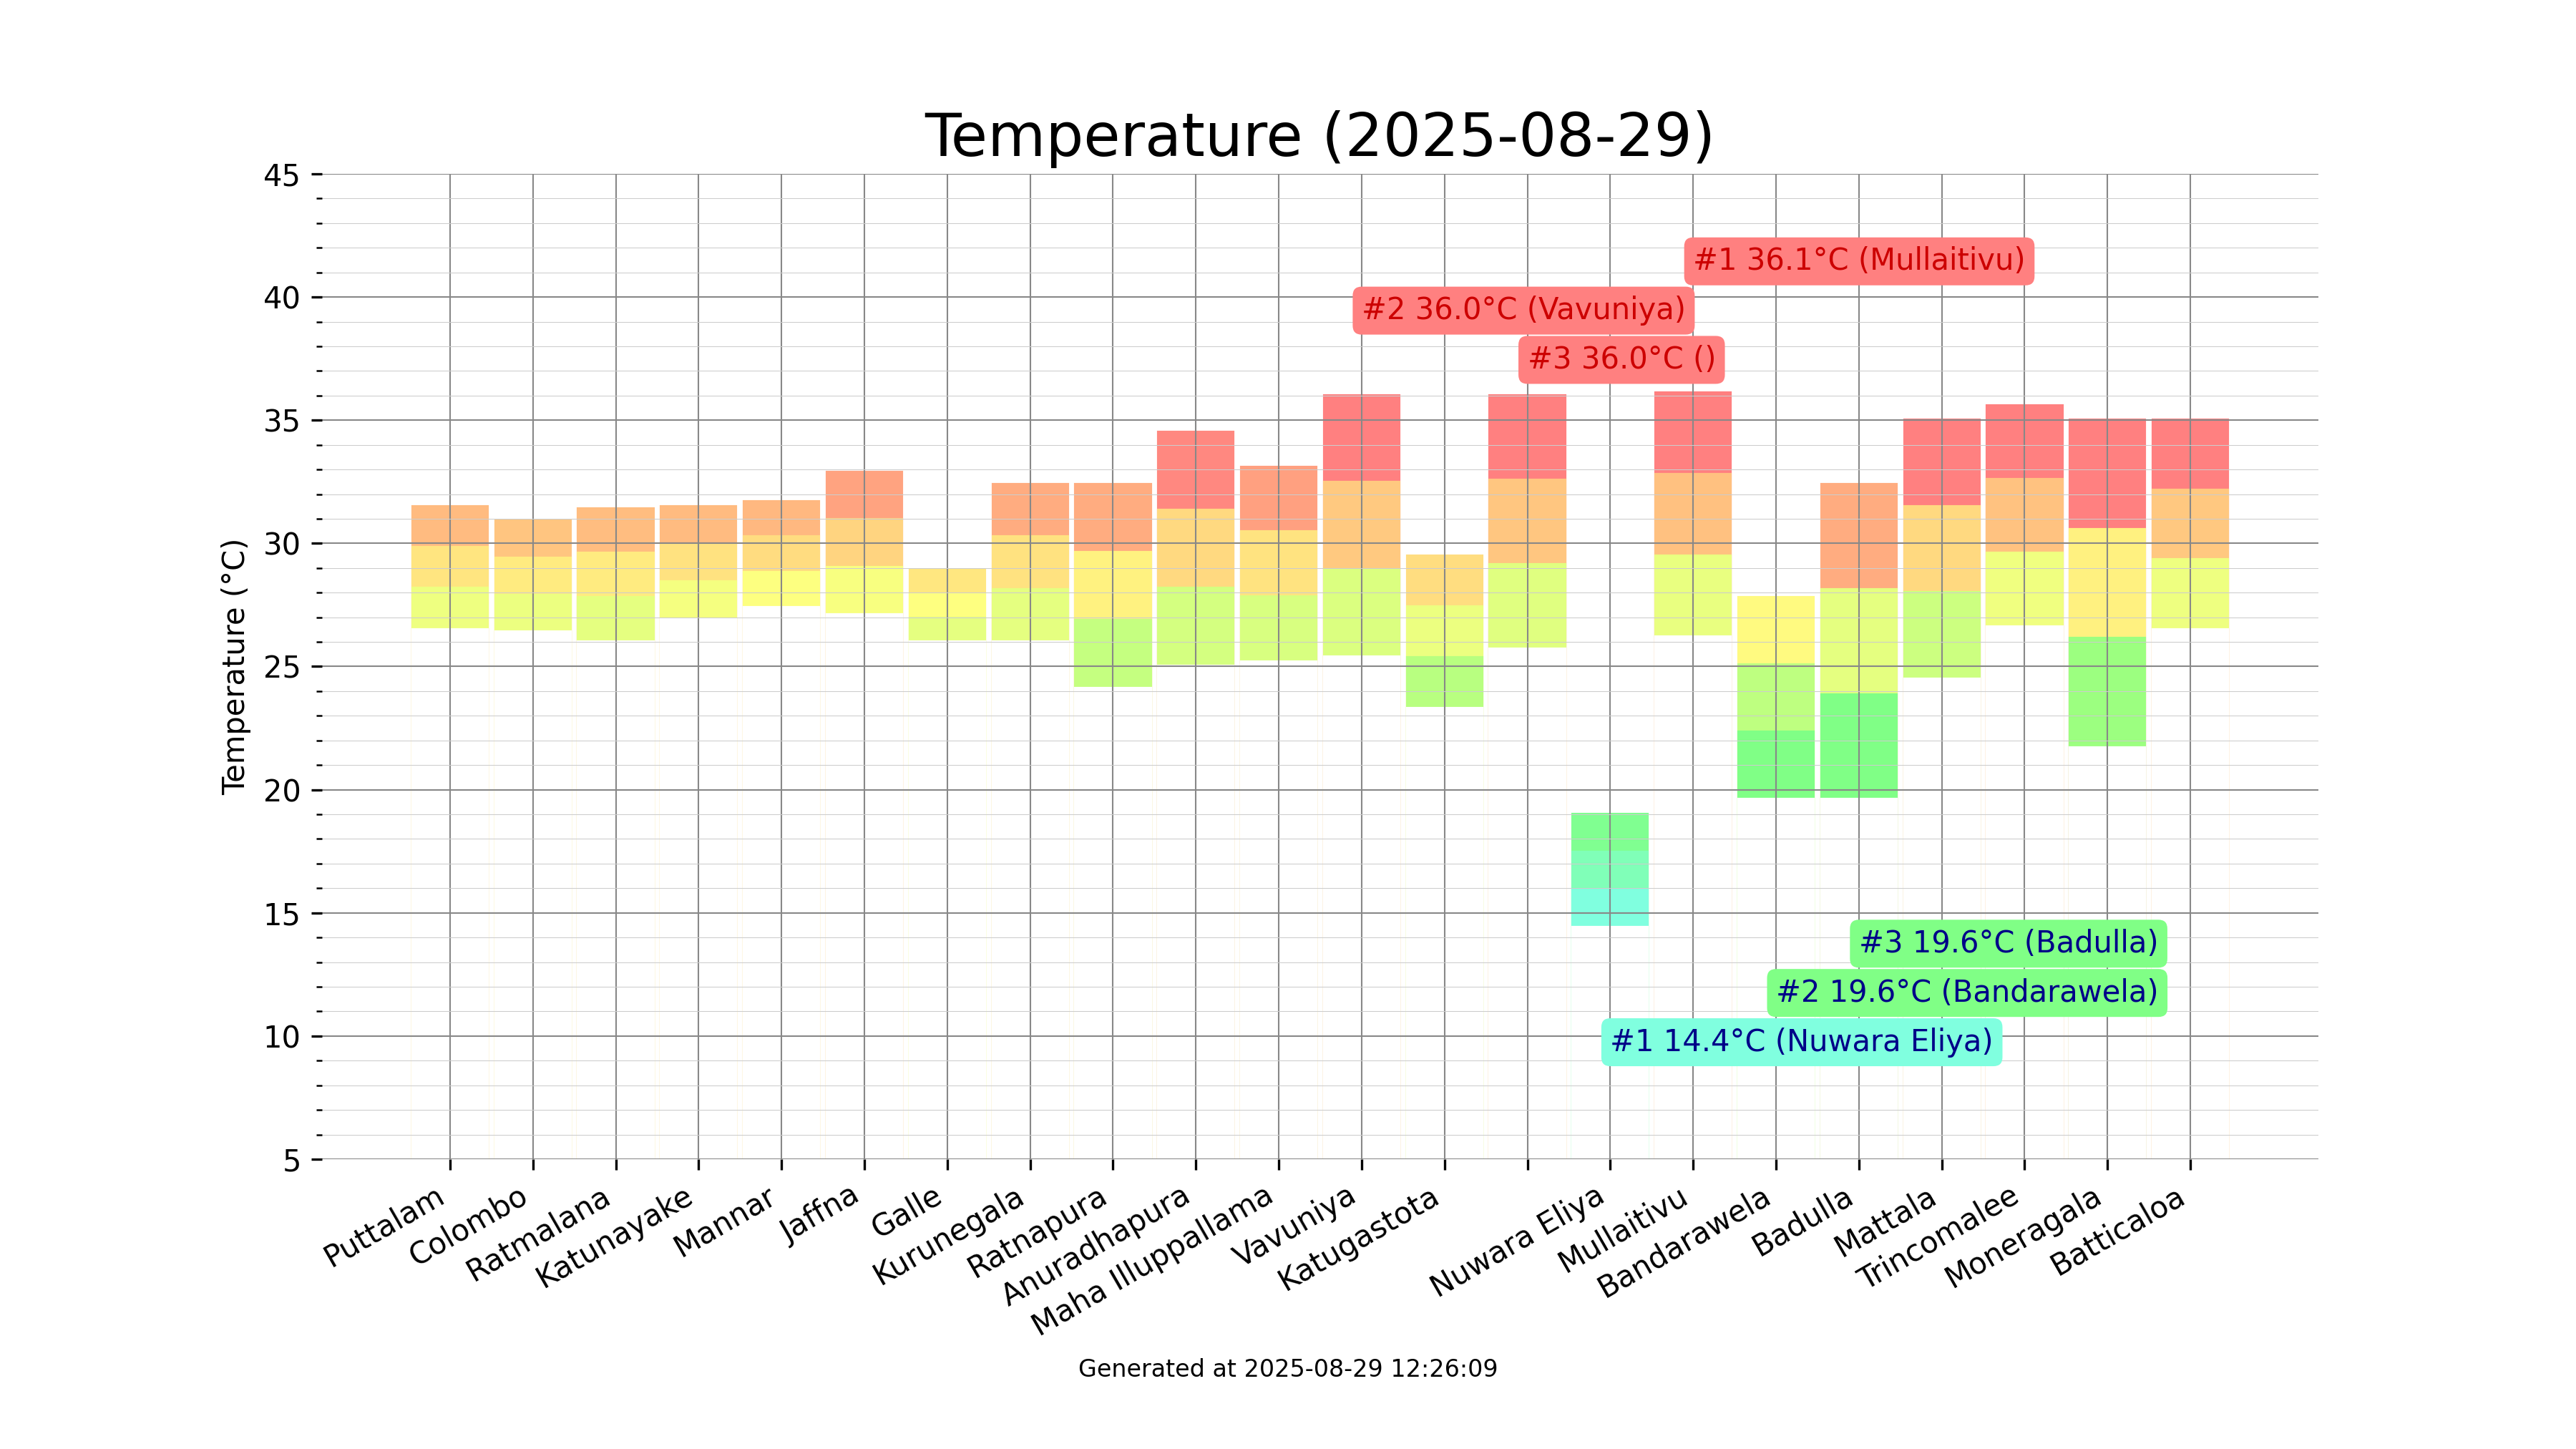 Temperature (2025-08-29)
45
40
35
30
25
20
15
10
5
Temperature (°C)
#1 36.1°C (Mullaitivu)
#2 36.0°C (Vavuniya)
#3 36.0°C ()
#3 19.6°C (Badulla)
#2 19.6°C (Bandarawela)
#1 14.4°C (Nuwara Eliya)
Puttalam
Colombo
Ratmalana
Katunayake
Mannar
Jaffna
Galle
Kurunegala
Ratnapura
Anuradhapura
Maha Illuppallama
Vavuniya
Katugastota
Nuwara Eliya
Mullaitivu
Bandarawela
Badulla
Mattala
Trincomalee
Moneragala
Batticaloa
Generated at 2025-08-29 12:26:09